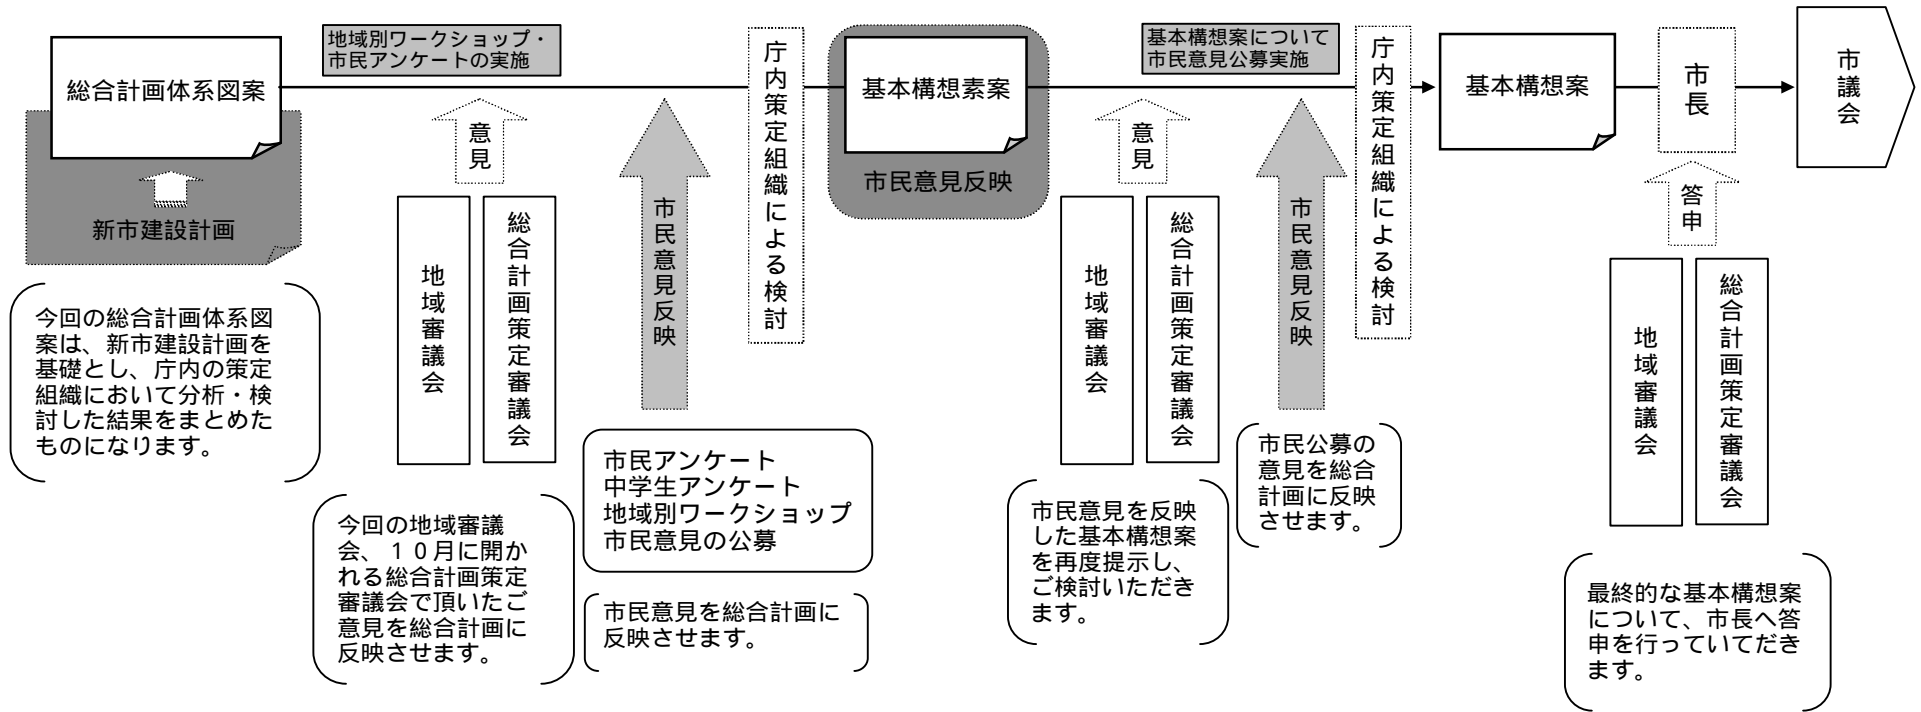 総合計画体系図案
新市建設計画
今回の総合計画体系図
案は、新市建設計画を
基礎とし、庁内の策定
組織において分析・検
討した結果をまとめた
ものになります。
地域別ワークショップ・
市民アンケートの実施
意見
地域審議会
総合計画策定審議会
今回の地域審議
会、１０月に開か
れる総合計画策定
審議会で頂いたご
意見を総合計画に
反映させます。
市民意見反映
市民アンケート
中学生アンケート
地域別ワークショップ
市民意見の公募
市民意見を総合計画に
反映させます。
庁内策定組織による検討
基本構想素案
市民意見反映
基本構想案について
市民意見公募実施
意見
地域審議会
総合計画策定審議会
市民意見を反映
した基本構想案
を再度提示し、
ご検討いただき
ます。
市民意見反映
市民公募の
意見を総合
計画に反映
させます。
庁内策定組織による検討
基本構想案
市長
答申
地域審議会
総合計画策定審議会
最終的な基本構想案
について、市長へ答
申を行っていてだき
ます。
市議会